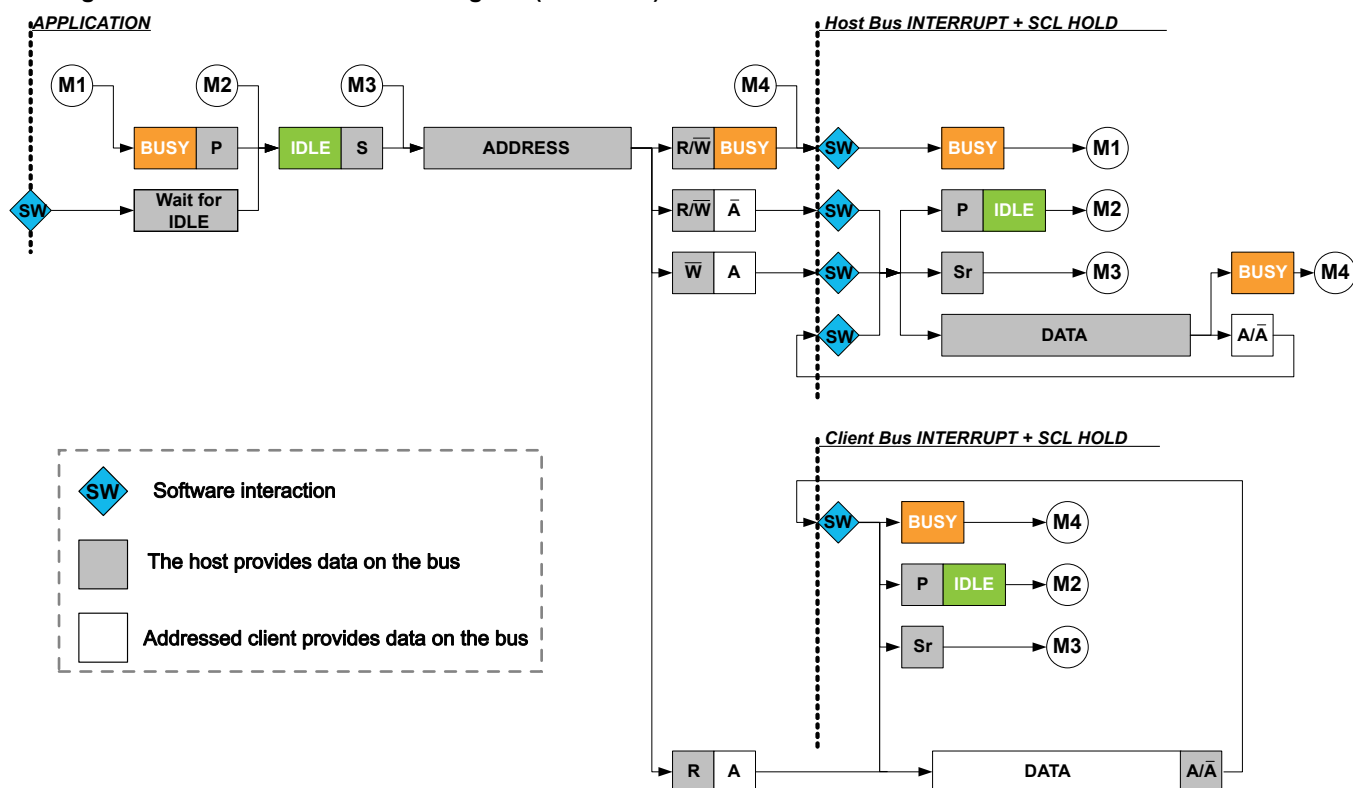 APPLICATION
Host Bus INTERRUPT + SCL HOLD
M1
M2
M3
M4
BUSY P
IDLE S
ADDRESS
R/W̅ BUSY
SW
BUSY
M1
SW
Wait for
IDLE
R/W̅ A̅
SW
P IDLE
M2
W̅ A
SW
Sr
M3
BUSY
M4
SW
DATA
A/A̅
Client Bus INTERRUPT + SCL HOLD
SW
Software interaction
The host provides data on the bus
Addressed client provides data on the bus
SW
BUSY
M4
P IDLE
M2
Sr
M3
R A
DATA
A/A̅